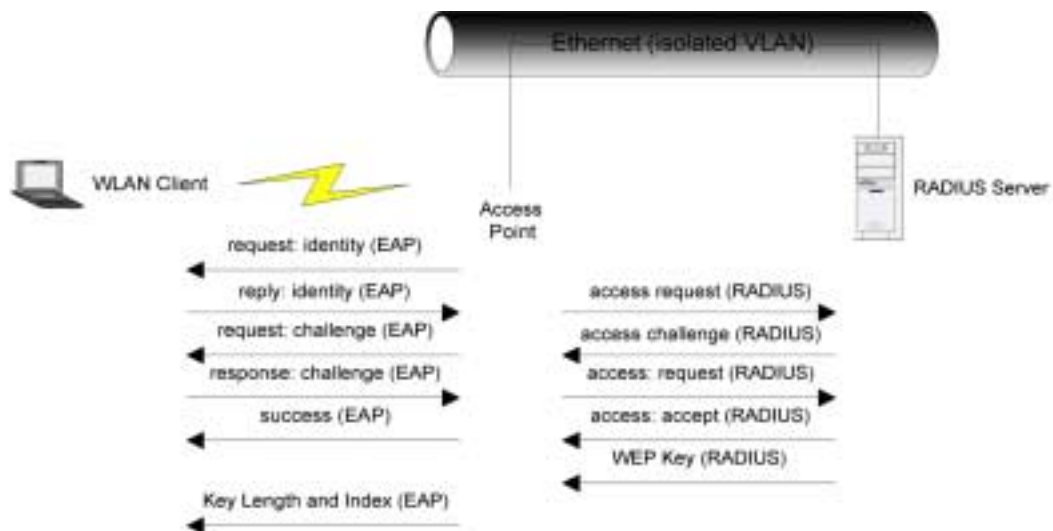 Ethernet (isolated VLAN)
WLAN Client
Access
Point
RADIUS Server
request: identity (EAP)
reply: identity (EAP)
access request (RADIUS)
request: challenge (EAP)
access challenge (RADIUS)
response: challenge (EAP)
access: request (RADIUS)
success (EAP)
access: accept (RADIUS)
WEP Key (RADIUS)
Key Length and Index (EAP)